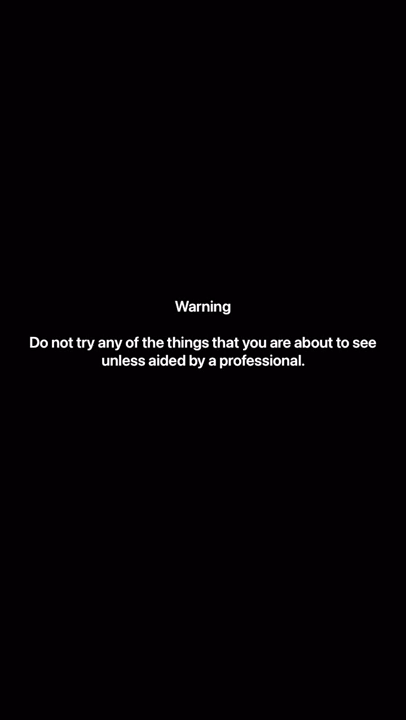 Warning
Do not try any of the things that you are about to see
unless aided by a professional.